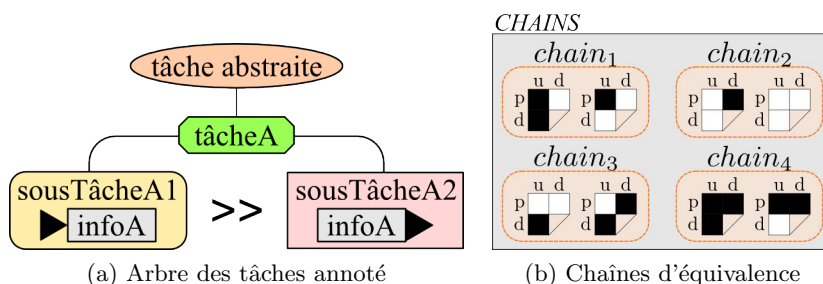 CHAINS
tâche abstraite
tâcheA
sousTâcheA1
infoA
>>
sousTâcheA2
infoA
(a) Arbre des tâches annoté
chain1
u d
p
d
u d
p
d
chain2
u d
p
d
u d
p
d
chain3
u d
p
d
u d
p
d
chain4
u d
p
d
u d
p
d
(b) Chaînes d'équivalence